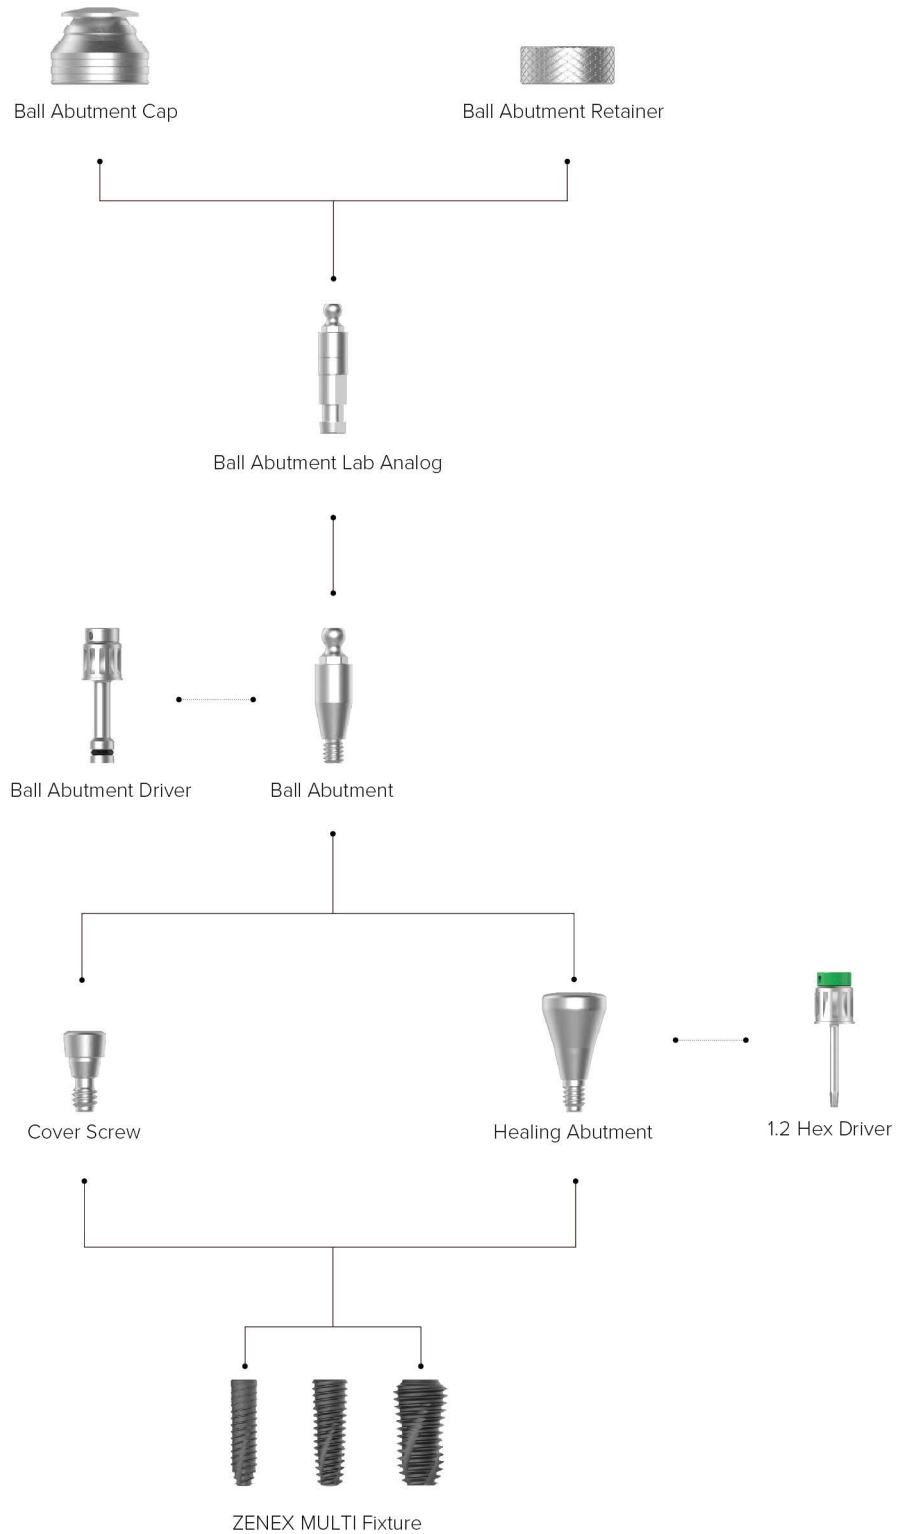 Ball Abutment Cap
Ball Abutment Retainer
Ball Abutment Lab Analog
Ball Abutment Driver
Ball Abutment
Cover Screw
Healing Abutment
1.2 Hex Driver
ZENEX MULTI Fixture